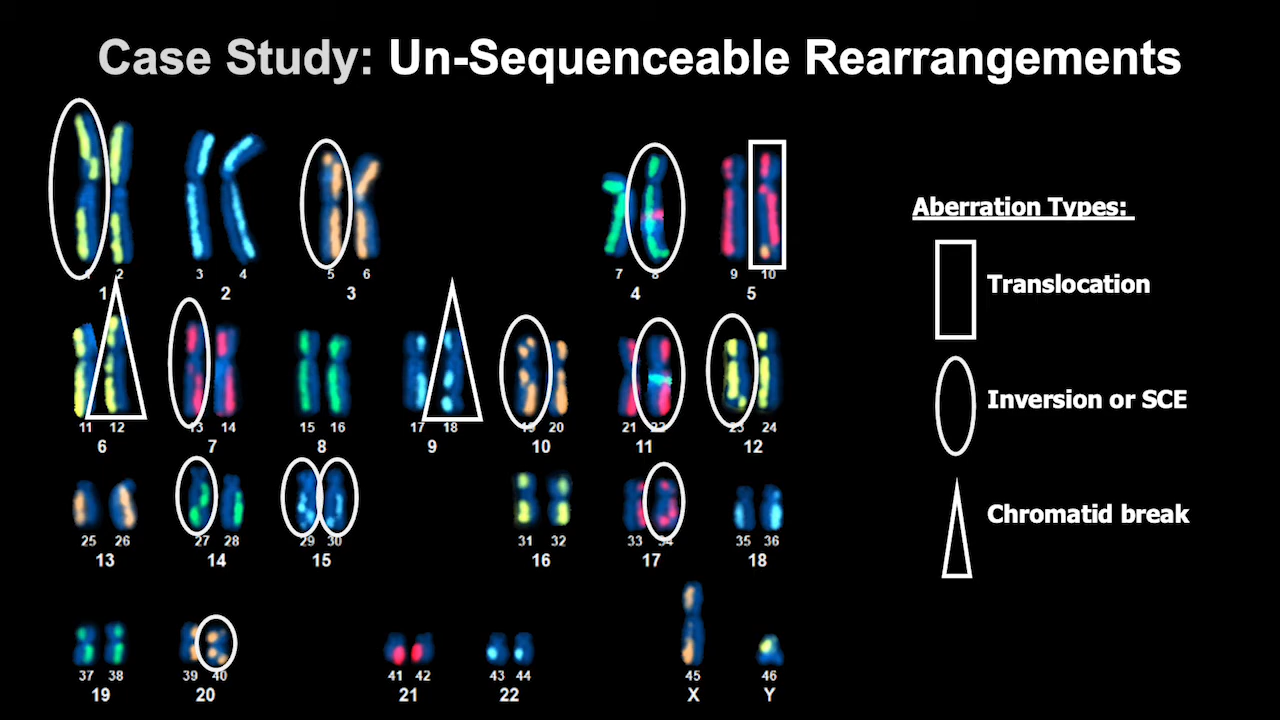 Case Study: Un-Sequenceable Rearrangements
Aberration Types:
Translocation
Inversion or SCE
Chromatid break
1 2 3 4 5 6 7 8 9 10
1 2 3 4 5
11 12 13 14 15 16 17 18 19 20 21 22 23 24
6 7 8 9 10 11 12
25 26 27 28 29 30 31 32 33 34 35 36
13 14 15 16 17 18
37 38 39 40 41 42 43 44 45 46
19 20 21 22 X Y